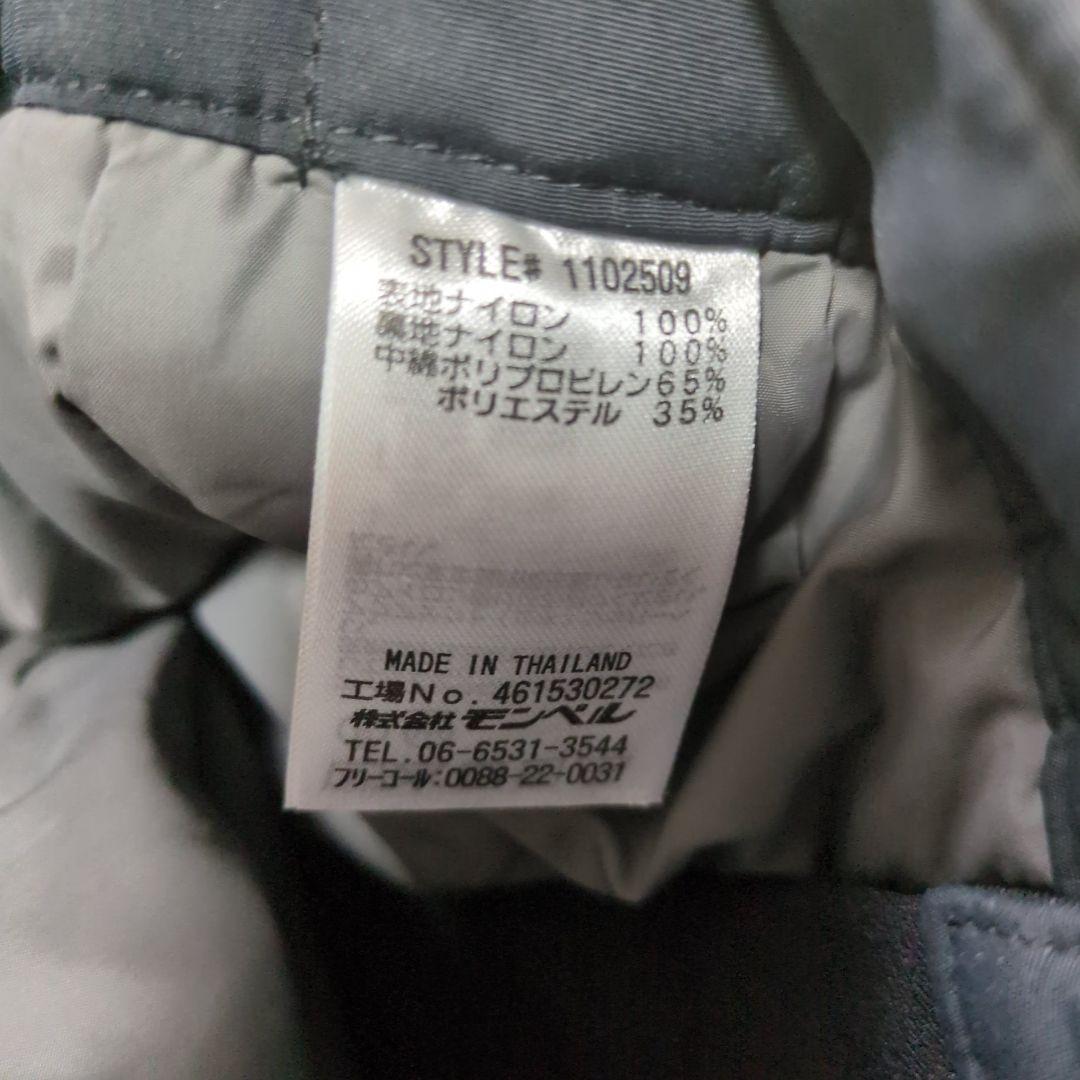 STYLE# 1102509
表地ナイロン 100%
裏地ナイロン 100%
中綿ポリプロピレン65%
ポリエステル 35%
MADE IN THAILAND
工場No. 461530272
株式会社モンベル
TEL.06-6531-3544
フリーコール:0088-22-0031